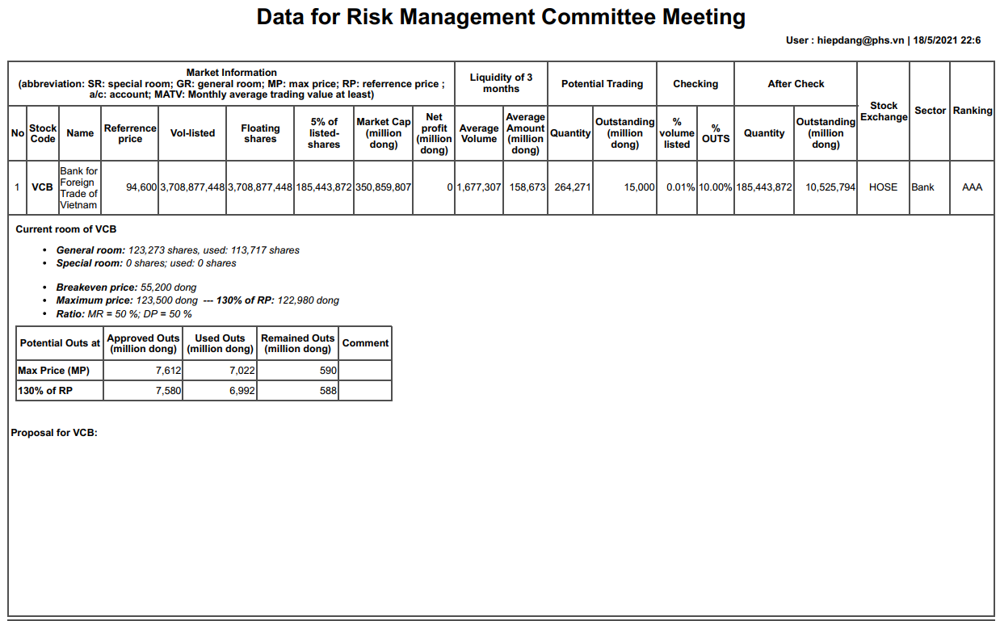 Data for Risk Management Committee Meeting
User : hiepdang@phs.vn | 18/5/2021 22:6
Market Information
(abbreviation: SR: special room; GR: general room; MP: max price; RP: referrence price ;
a/c: account; MATV: Monthly average trading value at least)
Liquidity of 3
months
Potential Trading
Checking
After Check
Stock
Exchange
Sector
Ranking
No
Stock
Code
Name
Referrence
price
Vol-listed
Floating
shares
5% of
listed-
shares
Market Cap
(million
dong)
Net
profit
(million
dong)
Average
Volume
Average
Amount
(million
dong)
Quantity
Outstanding
(million
dong)
%
volume
listed
%
OUTS
Quantity
Outstanding
(million
dong)
1
VCB
Bank for
Foreign
Trade of
Vietnam
94,600
3,708,877,448
3,708,877,448
185,443,872
350,859,807
0
1,677,307
158,673
264,271
15,000
0.01%
10.00%
185,443,872
10,525,794
HOSE
Bank
AAA
Current room of VCB
• General room: 123,273 shares, used: 113,717 shares
• Special room: 0 shares; used: 0 shares
• Breakeven price: 55,200 dong
• Maximum price: 123,500 dong --- 130% of RP: 122,980 dong
• Ratio: MR = 50 %; DP = 50 %
Potential Outs at
Approved Outs
(million dong)
Used Outs
(million dong)
Remained Outs
(million dong)
Comment
Max Price (MP) 7,612 7,022 590
130% of RP 7,580 6,992 588
Proposal for VCB: